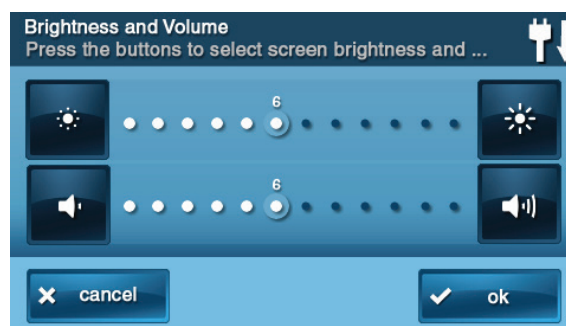 Brightness and Volume
Press the buttons to select screen brightness and ...
6
6
cancel
ok